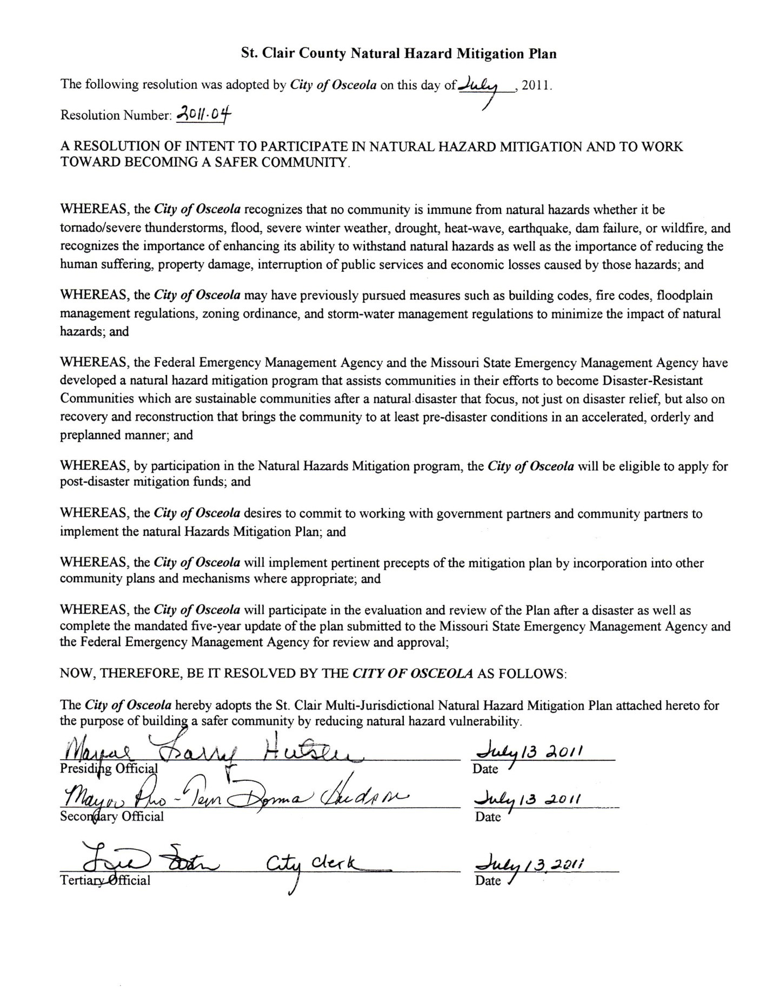 St. Clair County Natural Hazard Mitigation Plan
The following resolution was adopted by City of Osceola on this day of July, 2011.
Resolution Number: 2011-04
A RESOLUTION OF INTENT TO PARTICIPATE IN NATURAL HAZARD MITIGATION AND TO WORK
TOWARD BECOMING A SAFER COMMUNITY.
WHEREAS, the City of Osceola recognizes that no community is immune from natural hazards whether it be
tornado/severe thunderstorms, flood, severe winter weather, drought, heat-wave, earthquake, dam failure, or wildfire, and
recognizes the importance of enhancing its ability to withstand natural hazards as well as the importance of reducing the
human suffering, property damage, interruption of public services and economic losses caused by those hazards; and
WHEREAS, the City of Osceola may have previously pursued measures such as building codes, fire codes, floodplain
management regulations, zoning ordinance, and storm-water management regulations to minimize the impact of natural
hazards; and
WHEREAS, the Federal Emergency Management Agency and the Missouri State Emergency Management Agency have
developed a natural hazard mitigation program that assists communities in their efforts to become Disaster-Resistant
Communities which are sustainable communities after a natural disaster that focus, not just on disaster relief, but also on
recovery and reconstruction that brings the community to at least pre-disaster conditions in an accelerated, orderly and
preplanned manner; and
WHEREAS, by participation in the Natural Hazards Mitigation program, the City of Osceola will be eligible to apply for
post-disaster mitigation funds; and
WHEREAS, the City of Osceola desires to commit to working with government partners and community partners to
implement the natural Hazards Mitigation Plan; and
WHEREAS, the City of Osceola will implement pertinent precepts of the mitigation plan by incorporation into other
community plans and mechanisms where appropriate; and
WHEREAS, the City of Osceola will participate in the evaluation and review of the Plan after a disaster as well as
complete the mandated five-year update of the plan submitted to the Missouri State Emergency Management Agency and
the Federal Emergency Management Agency for review and approval;
NOW, THEREFORE, BE IT RESOLVED BY THE CITY OF OSCEOLA AS FOLLOWS:
The City of Osceola hereby adopts the St. Clair Multi-Jurisdictional Natural Hazard Mitigation Plan attached hereto for
the purpose of building a safer community by reducing natural hazard vulnerability.
Mayor Larry Hutsler July 13 2011
Presiding Official Date
Mayor Pro-Tem Donna Hudson July 13 2011
Secondary Official Date
City Clerk July 13, 2011
Tertiary Official Date